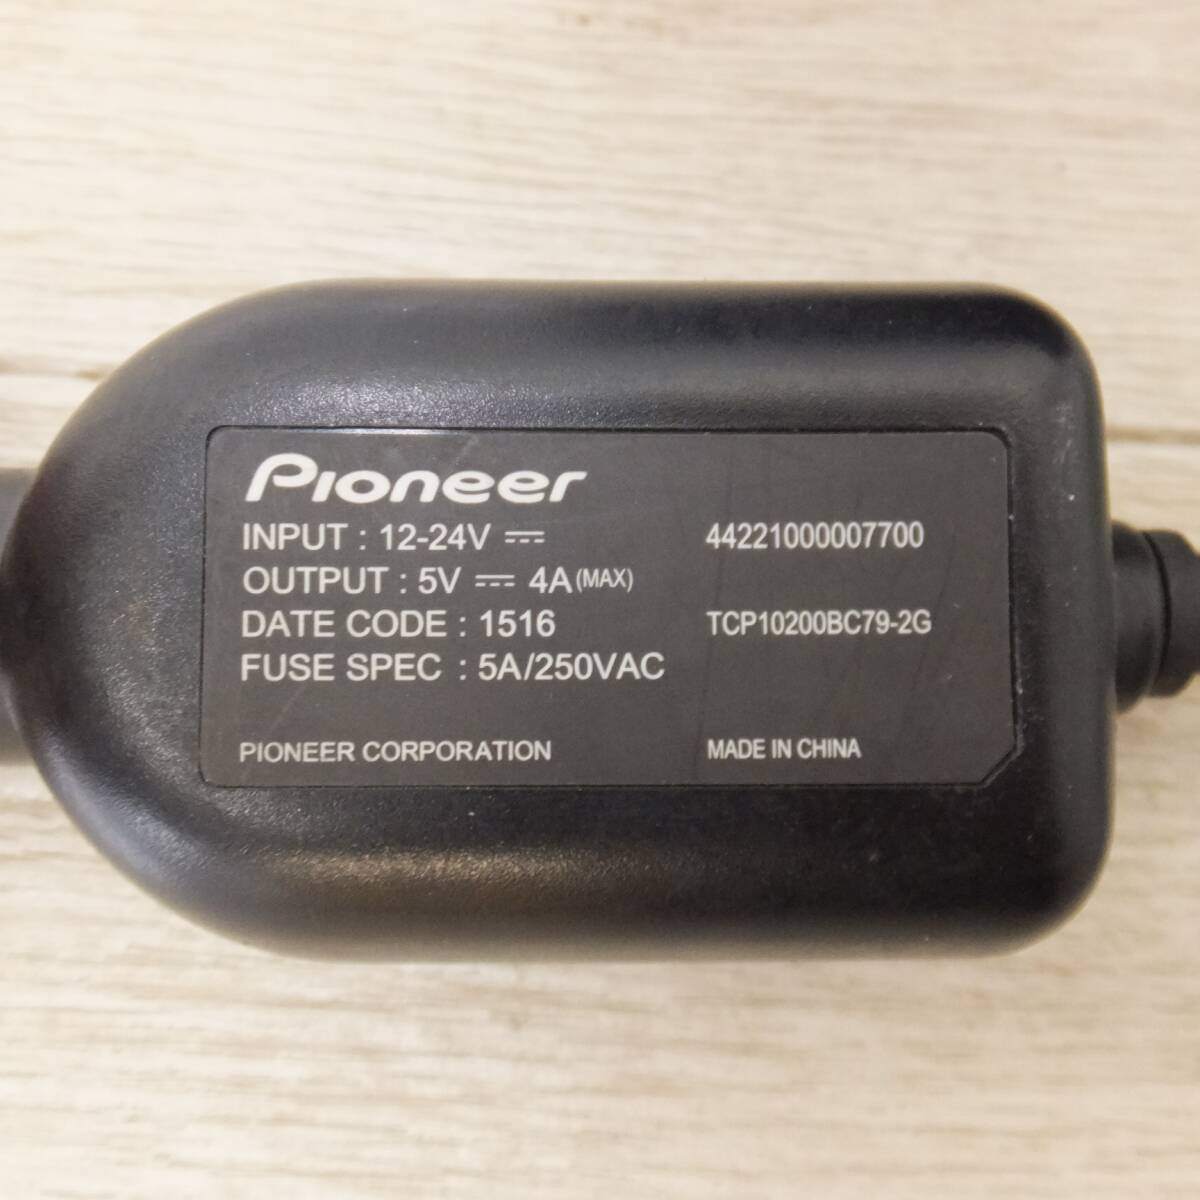 Pioneer
INPUT : 12-24V ⎓ 44221000007700
OUTPUT : 5V ⎓ 4A(MAX)
DATE CODE : 1516 TCP10200BC79-2G
FUSE SPEC : 5A/250VAC
PIONEER CORPORATION MADE IN CHINA